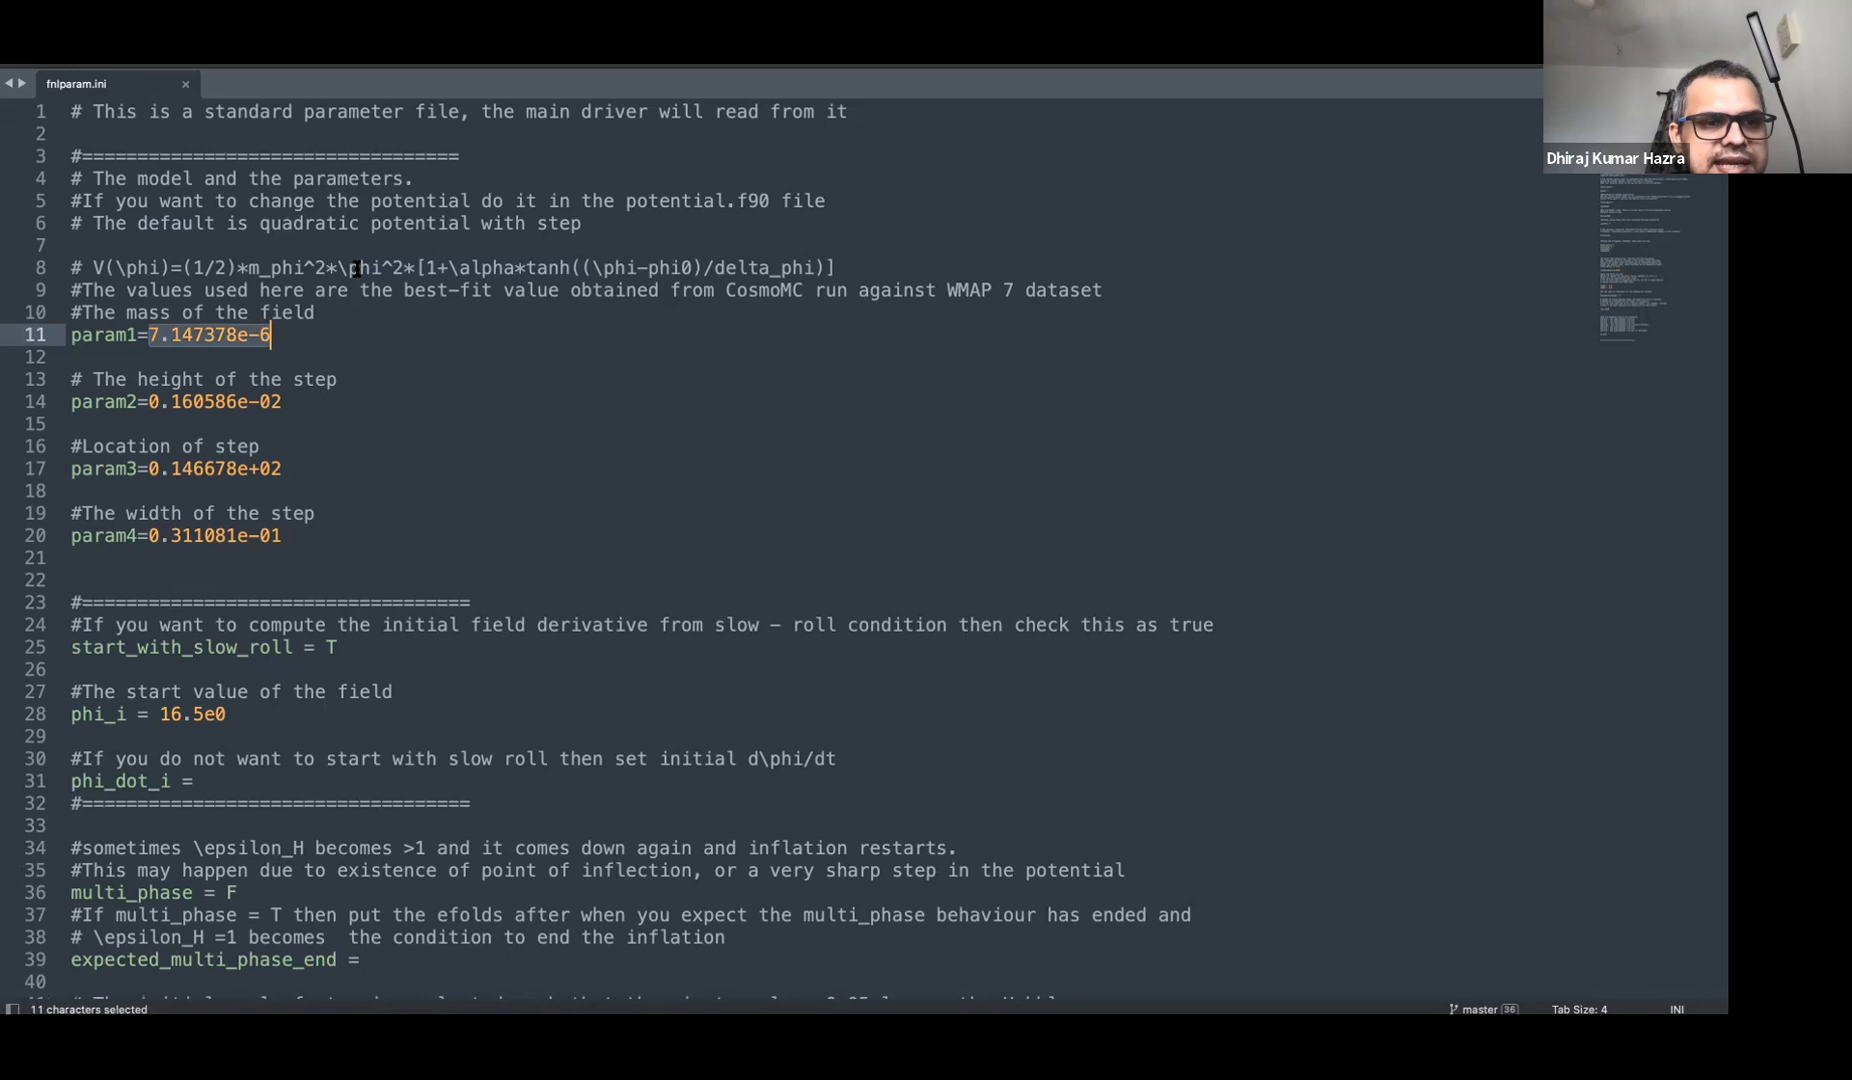 fnlparam.ini ×
Dhiraj Kumar Hazra
1 # This is a standard parameter file, the main driver will read from it
2
3 #==================================
4 # The model and the parameters.
5 #If you want to change the potential do it in the potential.f90 file
6 # The default is quadratic potential with step
7
8 # V(\phi)=(1/2)*m_phi^2*\phi^2*[1+\alpha*tanh((\phi-phi0)/delta_phi)]
9 #The values used here are the best-fit value obtained from CosmoMC run against WMAP 7 dataset
10 #The mass of the field
11 param1=7.147378e-6
12
13 # The height of the step
14 param2=0.160586e-02
15
16 #Location of step
17 param3=0.146678e+02
18
19 #The width of the step
20 param4=0.311081e-01
21
22
23 #===================================
24 #If you want to compute the initial field derivative from slow - roll condition then check this as true
25 start_with_slow_roll = T
26
27 #The start value of the field
28 phi_i = 16.5e0
29
30 #If you do not want to start with slow roll then set initial d\phi/dt
31 phi_dot_i =
32 #===================================
33
34 #sometimes \epsilon_H becomes >1 and it comes down again and inflation restarts.
35 #This may happen due to existence of point of inflection, or a very sharp step in the potential
36 multi_phase = F
37 #If multi_phase = T then put the efolds after when you expect the multi_phase behaviour has ended and
38 # \epsilon_H =1 becomes  the condition to end the inflation
39 expected_multi_phase_end =
40
11 characters selected
master 36
Tab Size: 4
INI